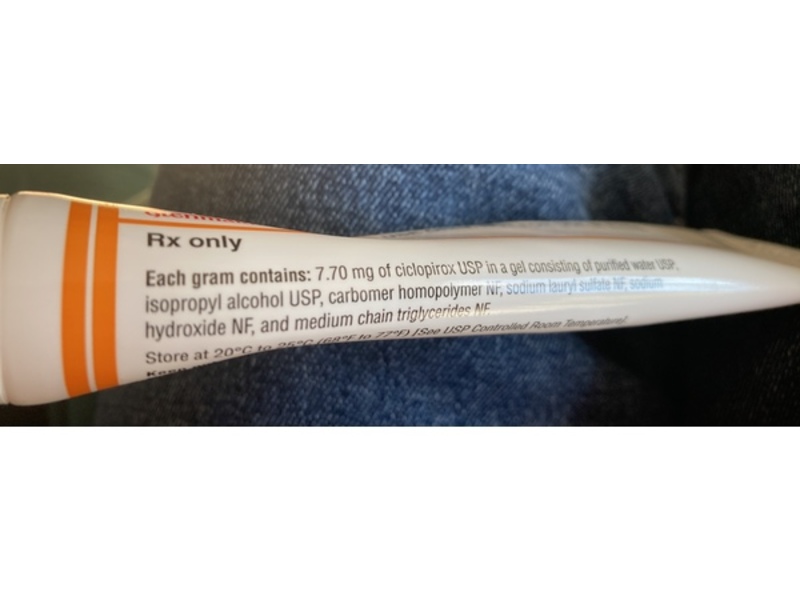 Rx only
Each gram contains: 7.70 mg of ciclopirox USP in a gel consisting of purified water USP,
isopropyl alcohol USP, carbomer homopolymer NF, sodium lauryl sulfate NF, sodium
hydroxide NF, and medium chain triglycerides NF.
Store at 20°C to 25°C (68°F to 77°F) [See USP Controlled Room Temperature].